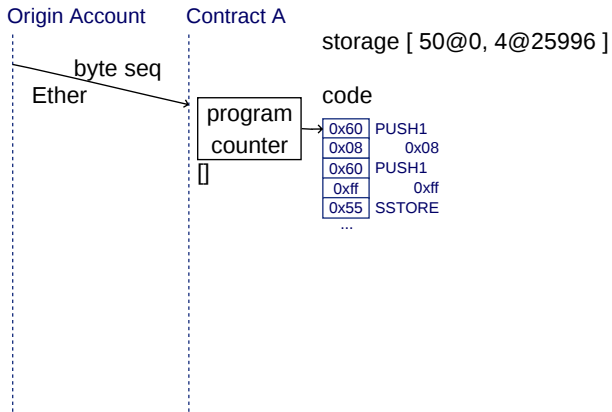 Origin Account
Contract A
storage [ 50@0, 4@25996 ]
byte seq
Ether
code
program
counter
[]
0x60 PUSH1
0x08 0x08
0x60 PUSH1
0xff 0xff
0x55 SSTORE
...